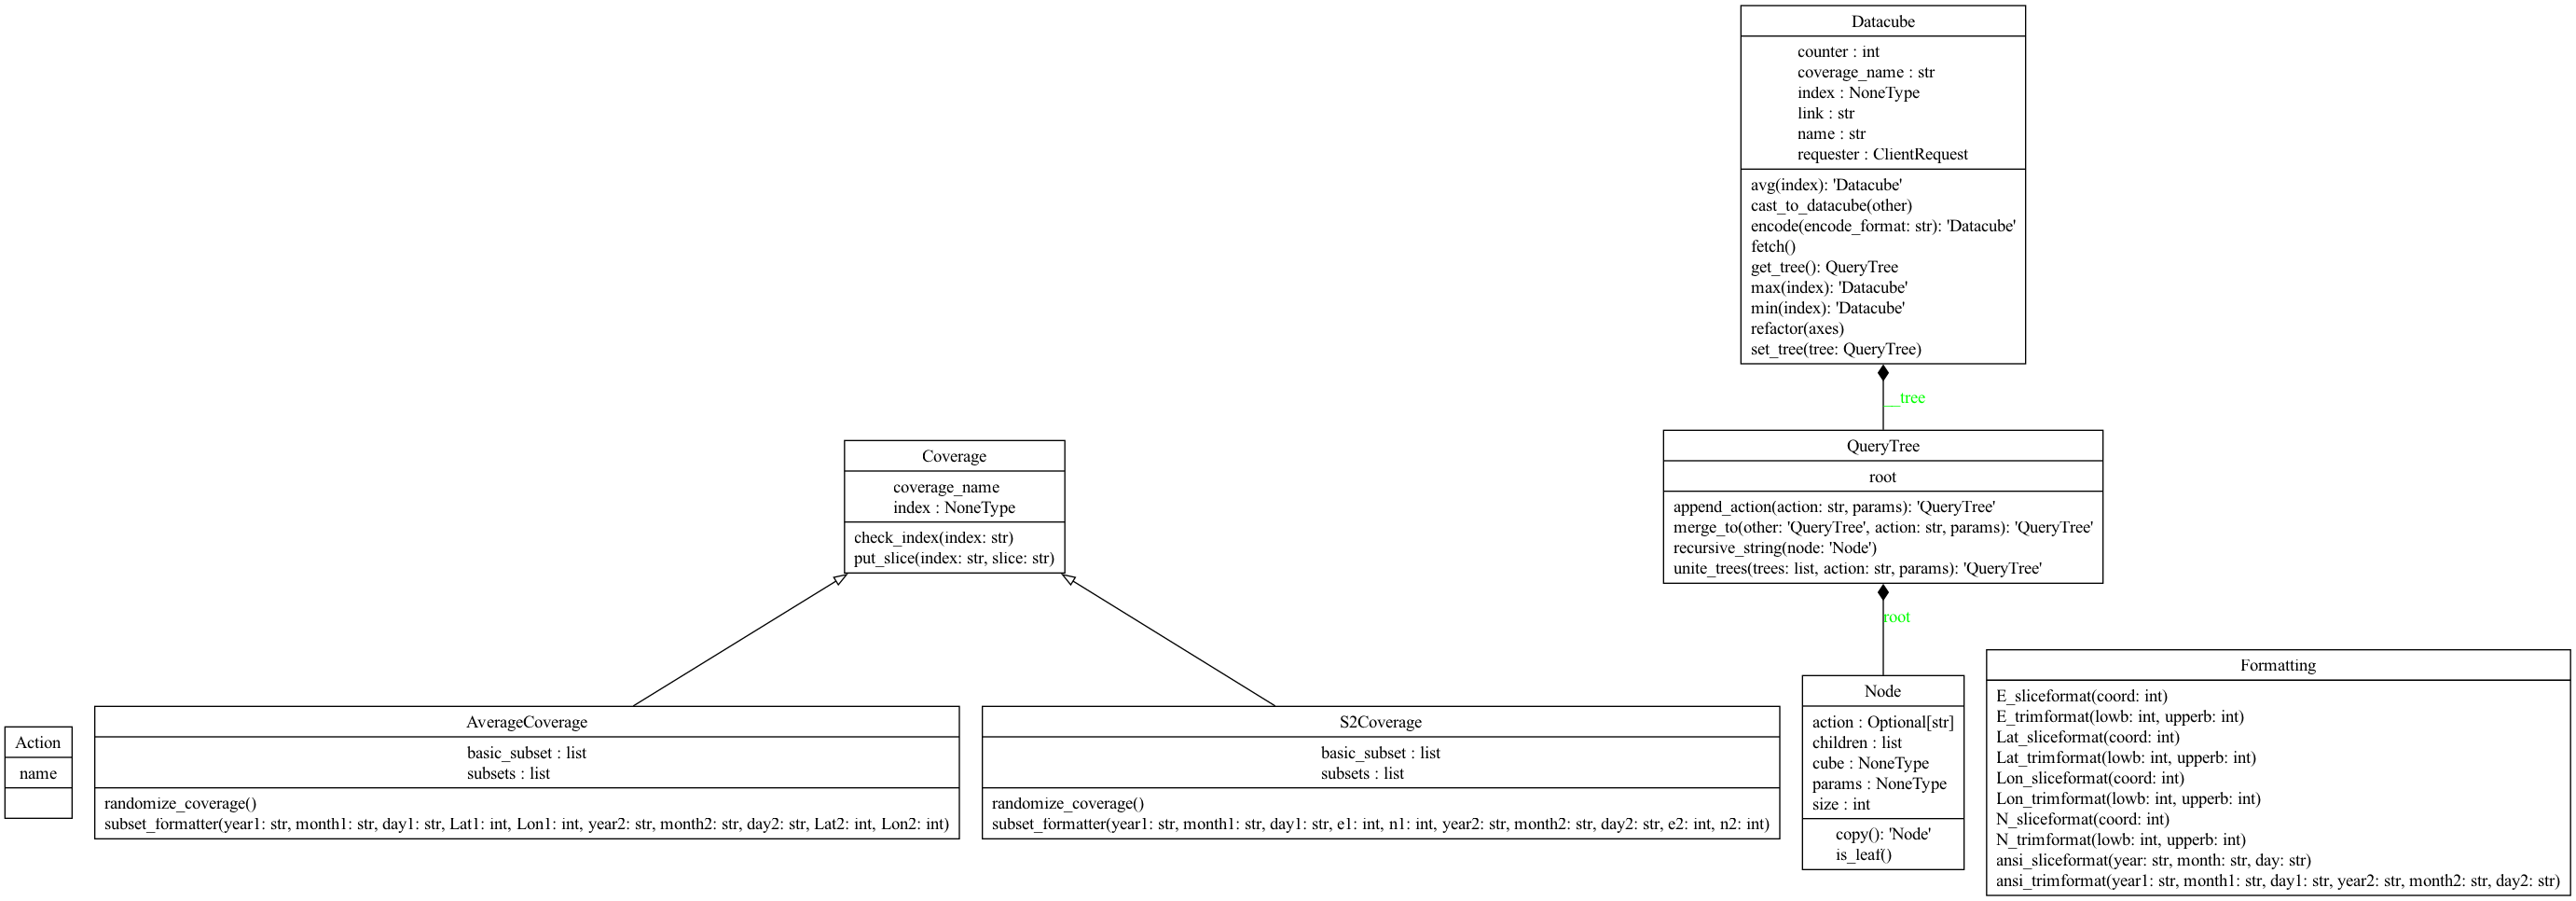 Datacube
counter : int
coverage_name : str
index : NoneType
link : str
name : str
requester : ClientRequest
avg(index): 'Datacube'
cast_to_datacube(other)
encode(encode_format: str): 'Datacube'
fetch()
get_tree(): QueryTree
max(index): 'Datacube'
min(index): 'Datacube'
refactor(axes)
set_tree(tree: QueryTree)
__tree
Coverage
coverage_name
index : NoneType
check_index(index: str)
put_slice(index: str, slice: str)
QueryTree
root
append_action(action: str, params): 'QueryTree'
merge_to(other: 'QueryTree', action: str, params): 'QueryTree'
recursive_string(node: 'Node')
unite_trees(trees: list, action: str, params): 'QueryTree'
root
Action
name
AverageCoverage
basic_subset : list
subsets : list
randomize_coverage()
subset_formatter(year1: str, month1: str, day1: str, Lat1: int, Lon1: int, year2: str, month2: str, day2: str, Lat2: int, Lon2: int)
S2Coverage
basic_subset : list
subsets : list
randomize_coverage()
subset_formatter(year1: str, month1: str, day1: str, e1: int, n1: int, year2: str, month2: str, day2: str, e2: int, n2: int)
Node
action : Optional[str]
children : list
cube : NoneType
params : NoneType
size : int
copy(): 'Node'
is_leaf()
Formatting
E_sliceformat(coord: int)
E_trimformat(lowb: int, upperb: int)
Lat_sliceformat(coord: int)
Lat_trimformat(lowb: int, upperb: int)
Lon_sliceformat(coord: int)
Lon_trimformat(lowb: int, upperb: int)
N_sliceformat(coord: int)
N_trimformat(lowb: int, upperb: int)
ansi_sliceformat(year: str, month: str, day: str)
ansi_trimformat(year1: str, month1: str, day1: str, year2: str, month2: str, day2: str)